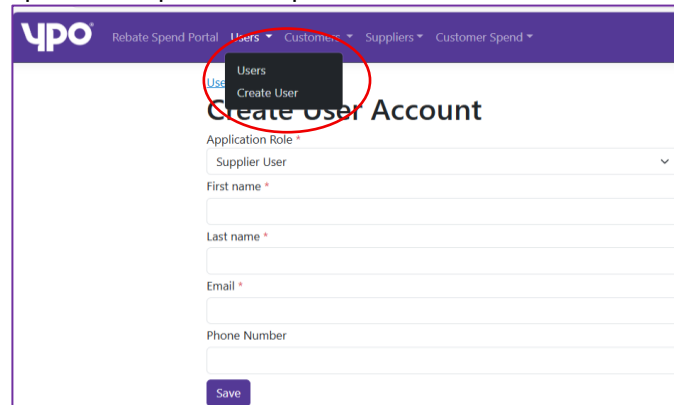 YPO
Rebate Spend Portal Users Customers Suppliers Customer Spend
Users
Create User
Use
Create User Account
Application Role *
Supplier User
First name *
Last name *
Email *
Phone Number
Save